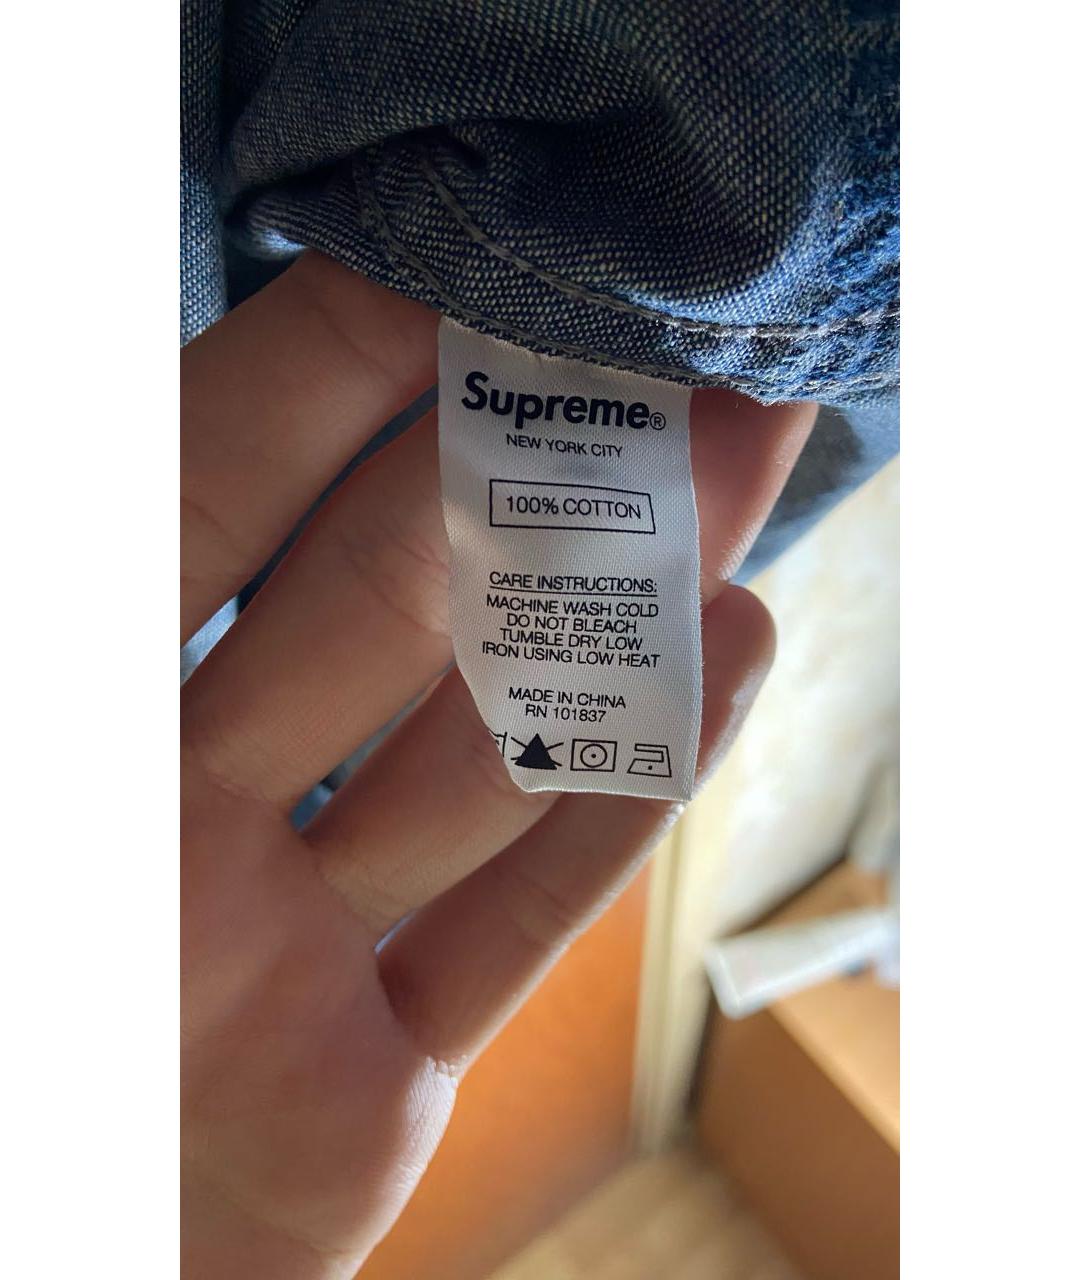 Supreme®
NEW YORK CITY
100% COTTON
CARE INSTRUCTIONS:
MACHINE WASH COLD
DO NOT BLEACH
TUMBLE DRY LOW
IRON USING LOW HEAT
MADE IN CHINA
RN 101837